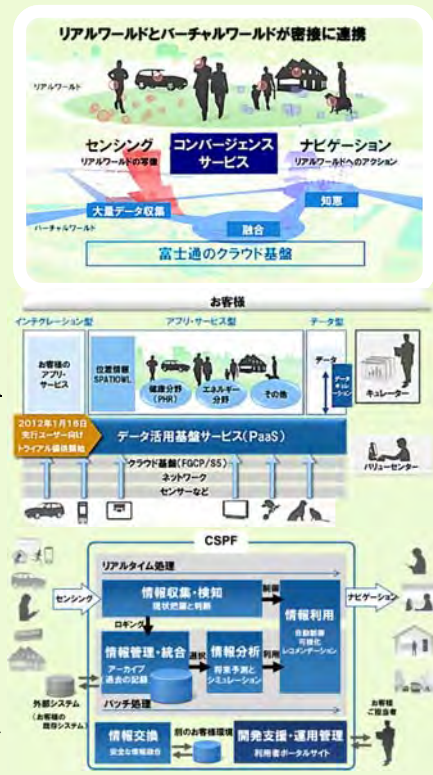 リアルワールドとバーチャルワールドが密接に連携
リアルワールド
センシング
リアルワールドの写像
コンバージェンス
サービス
ナビゲーション
リアルワールドへのアクション
大量データ収集
知恵
バーチャルワールド
融合
富士通のクラウド基盤
お客様
インテグレーション型
アプリ・サービス型
データ型
お客様の
アプリ・
サービス
位置情報
SPATIOWL
健康分野
(PHR)
エネルギー
分野
その他
データ
データ
キュレーション
キュレーター
2012年1月18日
先行ユーザー向け
トライアル提供開始
データ活用基盤サービス(PaaS)
クラウド基盤(FGCP/S5)
ネットワーク
センサーなど
バリューセンター
CSPF
リアルタイム処理
センシング
情報収集・検知
現状把握と判断
制御
ナビゲーション
ロギング
情報利用
自動制御
可視化
レコメンデーション
情報管理・統合
アーカイブ
過去の記録
選択
情報分析
将来予測と
シミュレーション
利用
外部システム
(お客様の
既存システム)
バッチ処理
お客様
ご担当者
情報交換
安全な情報融合
別のお客様環境
開発支援・運用管理
利用者ポータルサイト